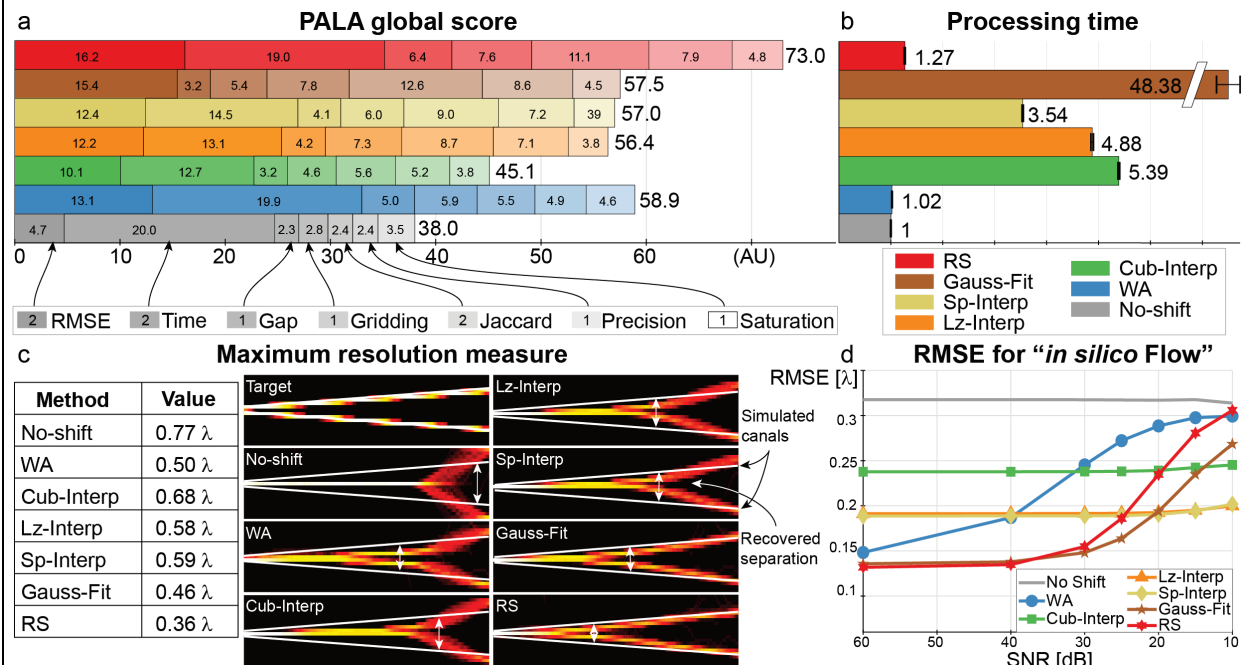 a
PALA global score
16.2 19.0 6.4 7.6 11.1 7.9 4.8 73.0
15.4 3.2 5.4 7.8 12.6 8.6 4.5 57.5
12.4 14.5 4.1 6.0 9.0 7.2 39 57.0
12.2 13.1 4.2 7.3 8.7 7.1 3.8 56.4
10.1 12.7 3.2 4.6 5.6 5.2 3.8 45.1
13.1 19.9 5.0 5.9 5.5 4.9 4.6 58.9
4.7 20.0 2.3 2.8 2.4 2.4 3.5 38.0
0 10 20 30 40 50 60 (AU)
2 RMSE 2 Time 1 Gap 1 Gridding 2 Jaccard 1 Precision 1 Saturation
b
Processing time
1.27
48.38
3.54
4.88
5.39
1.02
1
RS
Gauss-Fit
Sp-Interp
Lz-Interp
Cub-Interp
WA
No-shift
c
Maximum resolution measure
Method Value
No-shift 0.77 λ
WA 0.50 λ
Cub-Interp 0.68 λ
Lz-Interp 0.58 λ
Sp-Interp 0.59 λ
Gauss-Fit 0.46 λ
RS 0.36 λ
Target
No-shift
WA
Cub-Interp
Lz-Interp
Sp-Interp
Gauss-Fit
RS
Simulated
canals
Recovered
separation
d
RMSE for “in silico Flow”
RMSE [λ]
0.3
0.25
0.2
0.15
0.1
No Shift
WA
Cub-Interp
Lz-Interp
Sp-Interp
Gauss-Fit
RS
60 50 40 30 20 10
SNR [dB]